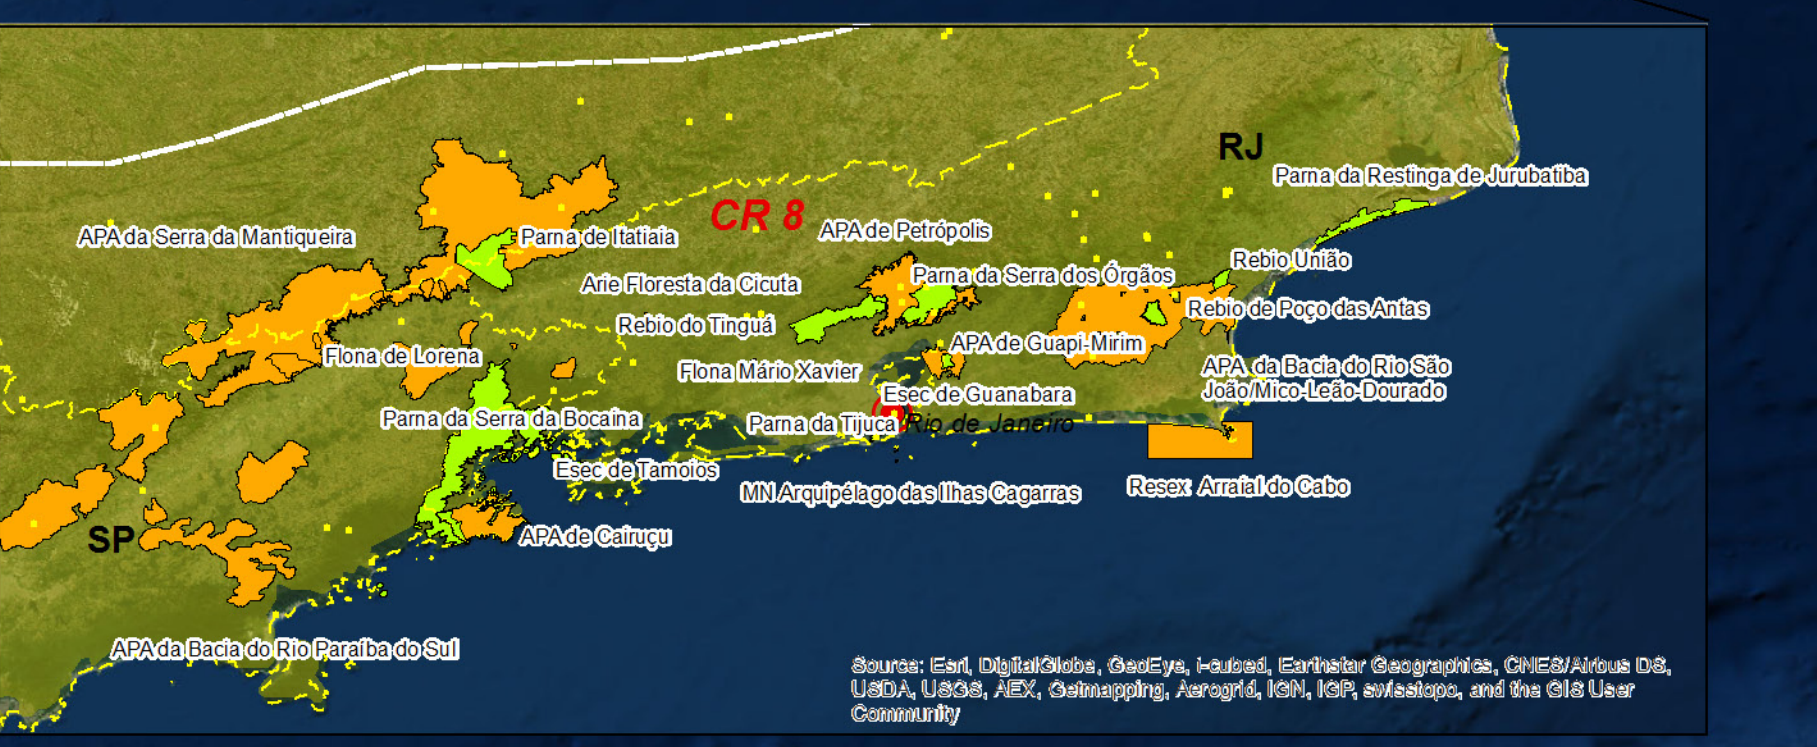 RJ
Parna da Restinga de Jurubatiba
CR 8
APA de Petrópolis
APA da Serra da Mantiqueira
Parna de Itatiaia
Rebio União
Parna da Serra dos Órgãos
Arie Floresta da Cicuta
Rebio de Poço das Antas
Rebio do Tinguá
APA de Guapi-Mirim
Flona de Lorena
APA da Bacia do Rio São
João/Mico-Leão-Dourado
Flona Mário Xavier
Esec de Guanabara
Parna da Serra da Bocaina
Parna da Tijuca
Rio de Janeiro
Esec de Tamoios
Resex Arraial do Cabo
MN Arquipélago das Ilhas Cagarras
SP
APA de Cairuçu
APA da Bacia do Rio Paraíba do Sul
Source: Esri, DigitalGlobe, GeoEye, i-cubed, Earthstar Geographics, CNES/Airbus DS,
USDA, USGS, AEX, Getmapping, Aerogrid, IGN, IGP, swisstopo, and the GIS User
Community